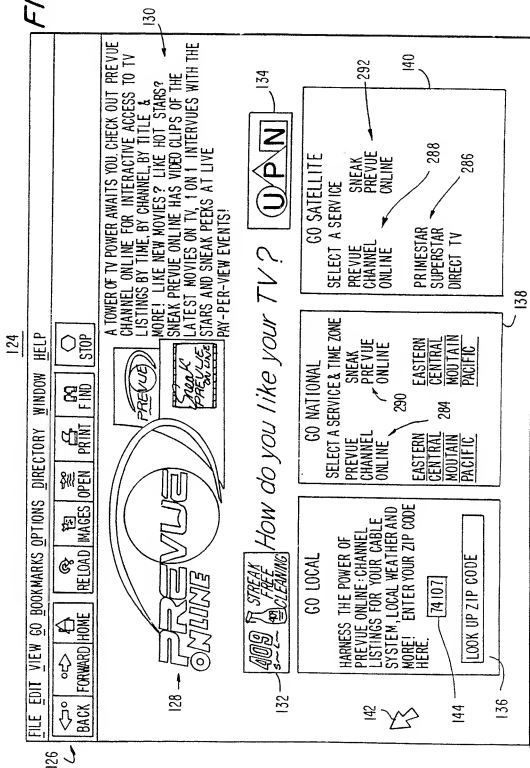 FI
124
FILE EDIT VIEW GO BOOKMARKS OPTIONS DIRECTORY WINDOW HELP
126
BACK FORWARD HOME RELOAD IMAGES OPEN PRINT FIND STOP
128
PREVUE
ONLINE
PREVUE
Sneak
PREVUE
ON LINE
A TOWER OF TV POWER AWAITS YOU. CHECK OUT PREVUE
CHANNEL ONLINE FOR INTERACTIVE ACCESS TO TV
LISTINGS BY TIME, BY CHANNEL, BY TITLE &
MORE! LIKE NEW MOVIES? LIKE HOT STARS?
SNEAK PREVUE ONLINE HAS VIDEO CLIPS OF THE
LATEST MOVIES ON TV, 1 ON 1 INTERVUES WITH THE
STARS AND SNEAK PEEKS AT LIVE
PAY-PER-VIEW EVENTS!
130
132
409
STREAK
FREE
CLEANING
How do you like your TV?
UPN
134
142
GO LOCAL
HARNESS THE POWER OF
PREVUE ONLINE: CHANNEL
LISTINGS FOR YOUR CABLE
SYSTEM, LOCAL WEATHER AND
MORE! ENTER YOUR ZIP CODE
HERE.
74107
144
LOOK UP ZIP CODE
136
GO NATIONAL
SELECT A SERVICE & TIME ZONE
PREVUE
CHANNEL
ONLINE
284
EASTERN
CENTRAL
MOUTAIN
PACIFIC
SNEAK
PREVUE
ONLINE
290
EASTERN
CENTRAL
MOUTAIN
PACIFIC
138
GO SATELLITE
SELECT A SERVICE
PREVUE
CHANNEL
ONLINE
288
SNEAK
PREVUE
ONLINE
292
PRIMESTAR
SUPERSTAR
DIRECT TV
286
140